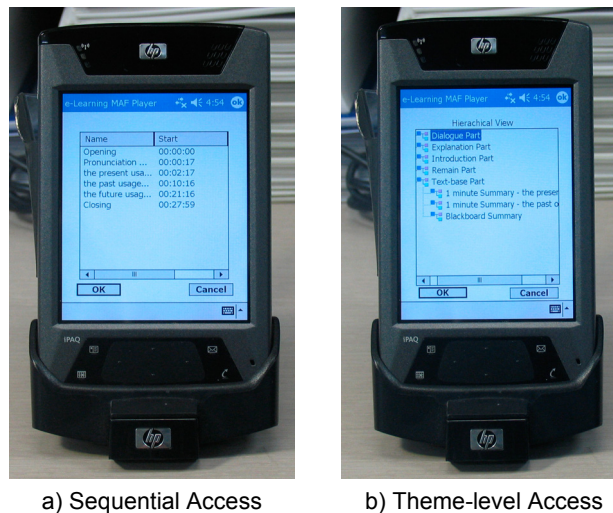 hp
e-Learning MAF Player 4:54 ok
Name Start
Opening 00:00:00
Pronunciation ... 00:00:17
the present usa... 00:02:17
the past usage... 00:10:16
the future usag... 00:21:16
Closing 00:27:59
OK Cancel
iPAQ
hp
a) Sequential Access
hp
e-Learning MAF Player 4:54 ok
Hierachical View
Dialogue Part
Explanation Part
Introduction Part
Remain Part
Text-base Part
1 minute Summary - the presen
1 minute Summary - the past o
Blackboard Summary
OK Cancel
iPAQ
hp
b) Theme-level Access